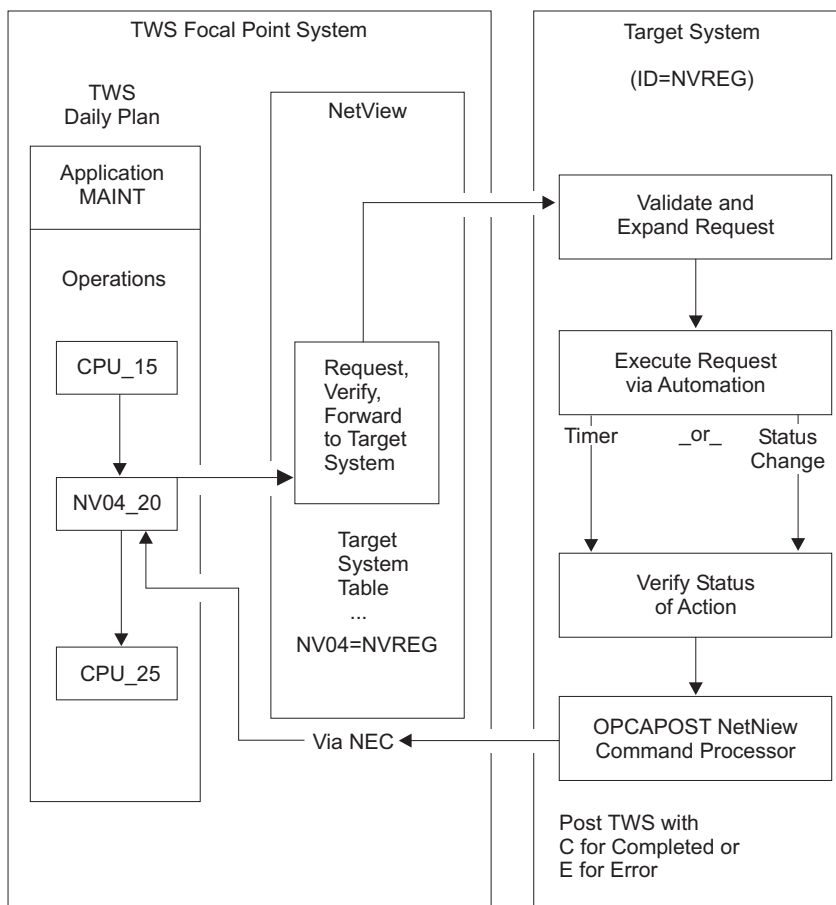 TWS Focal Point System
TWS
Daily Plan
Application
MAINT
Operations
CPU_15
NV04_20
CPU_25
NetView
Request,
Verify,
Forward
to Target
System
Target
System
Table
...
NV04=NVREG
Via NEC
Target System
(ID=NVREG)
Validate and
Expand Request
Execute Request
via Automation
Timer
_or_
Status
Change
Verify Status
of Action
OPCAPOST NetNiew
Command Processor
Post TWS with
C for Completed or
E for Error